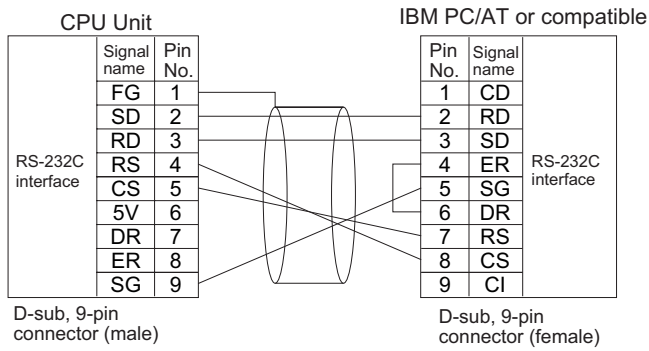 CPU Unit
IBM PC/AT or compatible
RS-232C
interface
Signal
name
Pin
No.
FG 1
SD 2
RD 3
RS 4
CS 5
5V 6
DR 7
ER 8
SG 9
Pin
No.
Signal
name
1 CD
2 RD
3 SD
4 ER
5 SG
6 DR
7 RS
8 CS
9 CI
RS-232C
interface
D-sub, 9-pin
connector (male)
D-sub, 9-pin
connector (female)